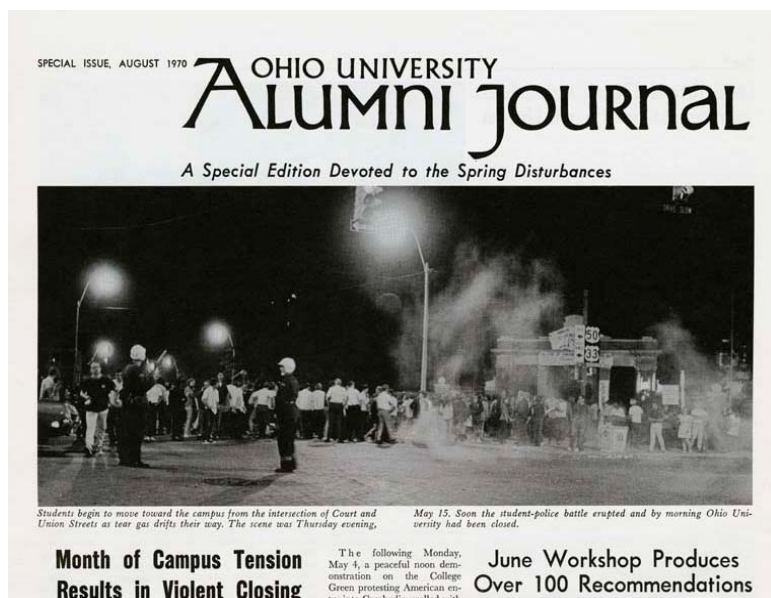 SPECIAL ISSUE, AUGUST 1970
OHIO UNIVERSITY
ALUMNI JOURNAL
A Special Edition Devoted to the Spring Disturbances
50
33
Students begin to move toward the campus from the intersection of Court and
Union Streets as tear gas drifts their way. The scene was Thursday evening,
May 15. Soon the student-police battle erupted and by morning Ohio Uni-
versity had been closed.
Month of Campus Tension
Results in Violent Closing
The following Monday,
May 4, a peaceful noon dem-
onstration on the College
Green protesting American en-
June Workshop Produces
Over 100 Recommendations